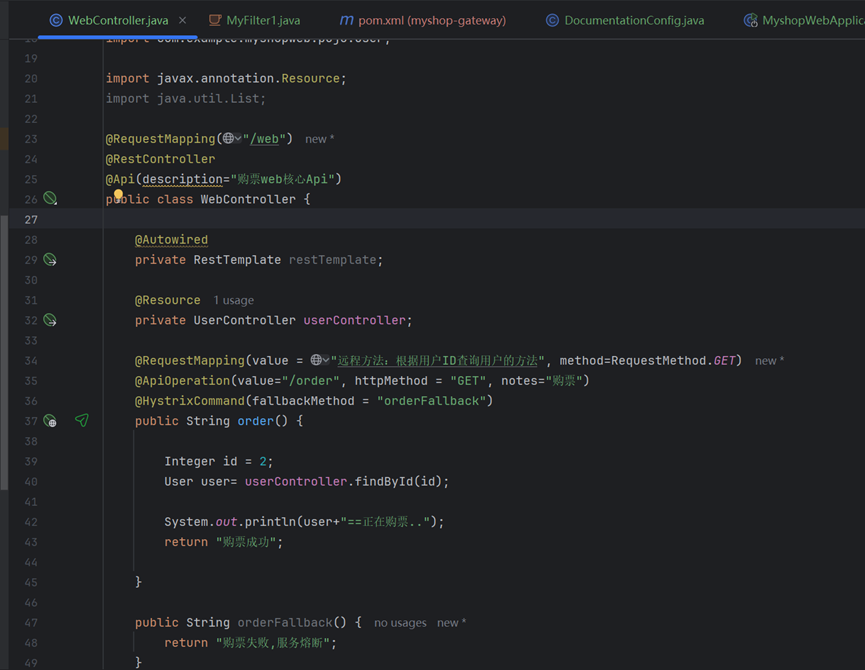 WebController.java MyFilter1.java pom.xml (myshop-gateway) DocumentationConfig.java MyshopWebApplic
19
20 import javax.annotation.Resource;
21 import java.util.List;
22
23 @RequestMapping("/web") new *
24 @RestController
25 @Api(description="购票web核心Api")
26 public class WebController {
27
28 @Autowired
29 private RestTemplate restTemplate;
30
31 @Resource 1 usage
32 private UserController userController;
33
34 @RequestMapping(value = "远程方法：根据用户ID查询用户的方法", method=RequestMethod.GET) new *
35 @ApiOperation(value="/order", httpMethod = "GET", notes="购票")
36 @HystrixCommand(fallbackMethod = "orderFallback")
37 public String order() {
38
39 Integer id = 2;
40 User user= userController.findById(id);
41
42 System.out.println(user+"==正在购票..");
43 return "购票成功";
44
45 }
46
47 public String orderFallback() { no usages new *
48 return "购票失败,服务熔断";
49 }